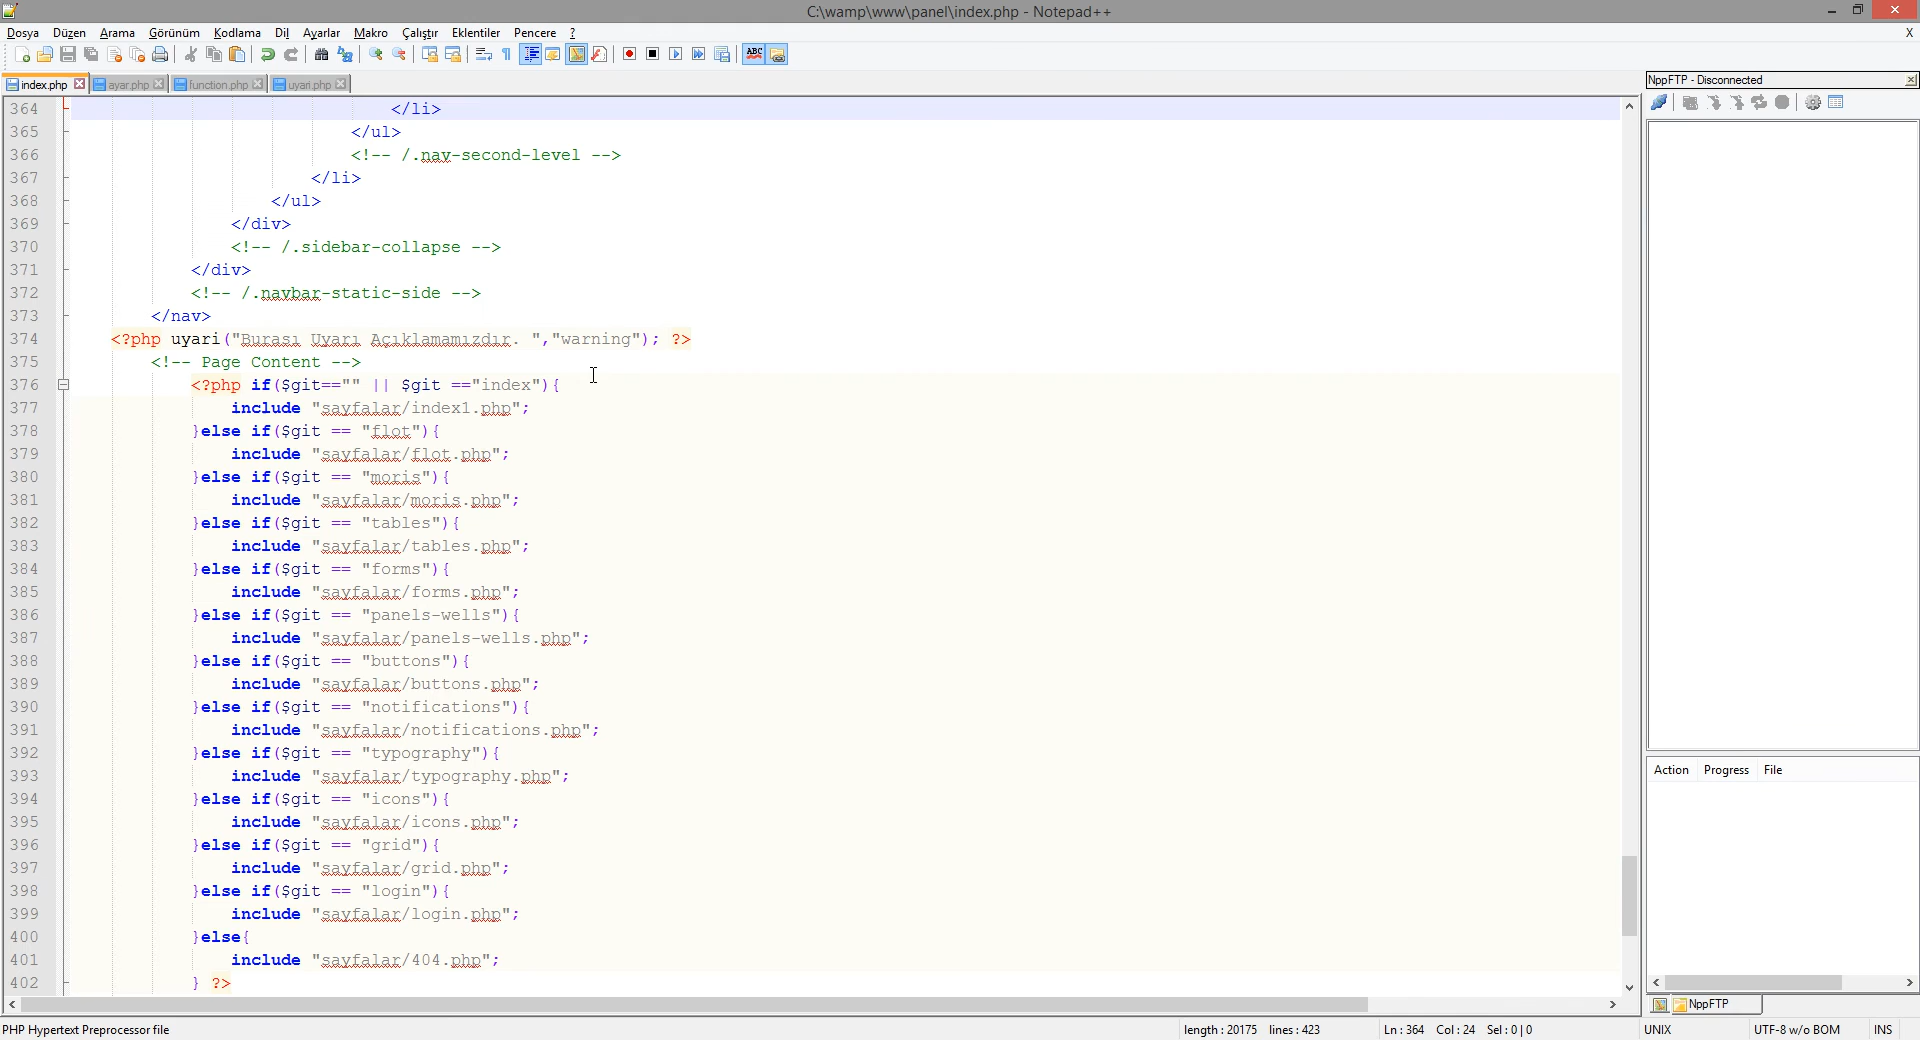 C:\wamp\www\panel\index.php - Notepad++
Dosya Düzen Arama Görünüm Kodlama Dil Ayarlar Makro Çalıştır Eklentiler Pencere ? X
ABC
index.php ayar.php function.php uyari.php
NppFTP - Disconnected
364 </li>
365 </ul>
366 <!-- /.nav-second-level -->
367 </li>
368 </ul>
369 </div>
370 <!-- /.sidebar-collapse -->
371 </div>
372 <!-- /.navbar-static-side -->
373 </nav>
374 <?php uyari("Burası Uyarı Açıklamamızdır. ","warning"); ?>
375 <!-- Page Content -->
376 <?php if($git=="" || $git =="index"){
377 include "sayfalar/index1.php";
378 }else if($git == "flot"){
379 include "sayfalar/flot.php";
380 }else if($git == "moris"){
381 include "sayfalar/moris.php";
382 }else if($git == "tables"){
383 include "sayfalar/tables.php";
384 }else if($git == "forms"){
385 include "sayfalar/forms.php";
386 }else if($git == "panels-wells"){
387 include "sayfalar/panels-wells.php";
388 }else if($git == "buttons"){
389 include "sayfalar/buttons.php";
390 }else if($git == "notifications"){
391 include "sayfalar/notifications.php";
392 }else if($git == "typography"){
393 include "sayfalar/typography.php";
394 }else if($git == "icons"){
395 include "sayfalar/icons.php";
396 }else if($git == "grid"){
397 include "sayfalar/grid.php";
398 }else if($git == "login"){
399 include "sayfalar/login.php";
400 }else{
401 include "sayfalar/404.php";
402 } ?>
Action Progress File
NppFTP
PHP Hypertext Preprocessor file length : 20175 lines : 423 Ln : 364 Col : 24 Sel : 0 | 0 UNIX UTF-8 w/o BOM INS